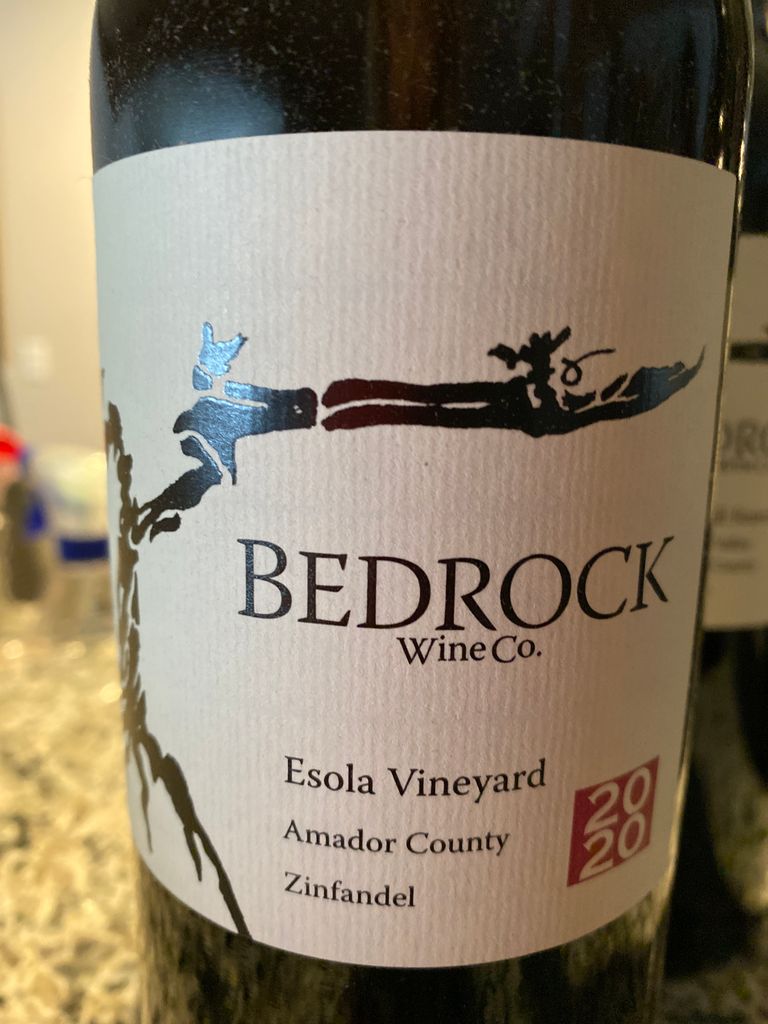 BEDROCK
Wine Co.
Esola Vineyard
Amador County
Zinfandel
20
20